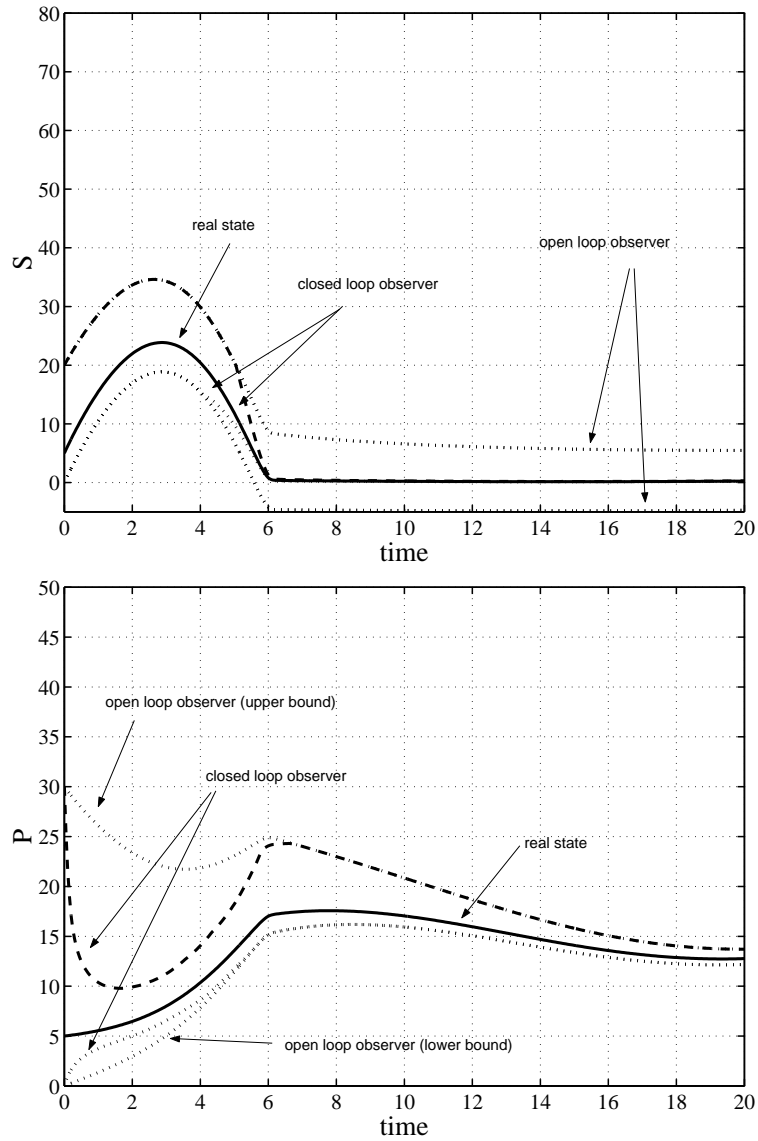 80
70
60
50
40
30
20
10
0
S
real state
open loop observer
closed loop observer
0 2 4 6 8 10 12 14 16 18 20
time
50
45
40
35
30
25
20
15
10
5
0
P
open loop observer (upper bound)
closed loop observer
real state
open loop observer (lower bound)
0 2 4 6 8 10 12 14 16 18 20
time